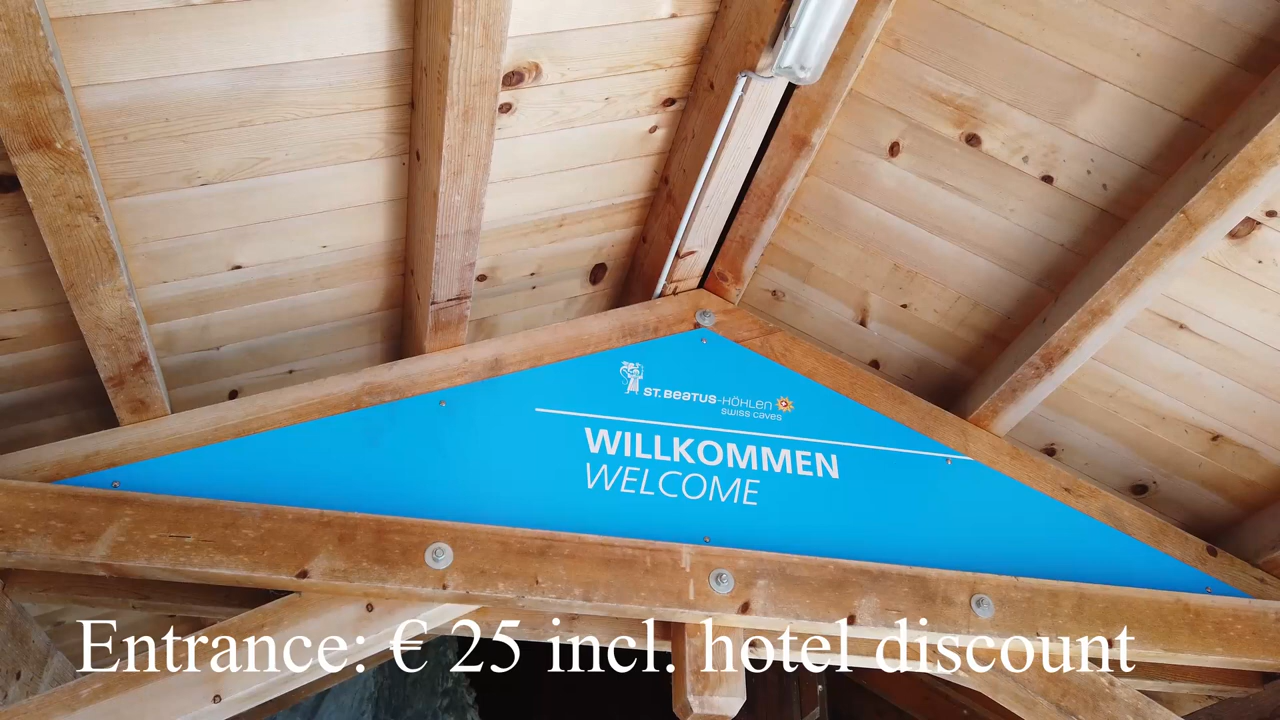 ST.BEATUS-HÖHLEN
SWISS CAVES
WILLKOMMEN
WELCOME
Entrance: € 25 incl. hotel discount